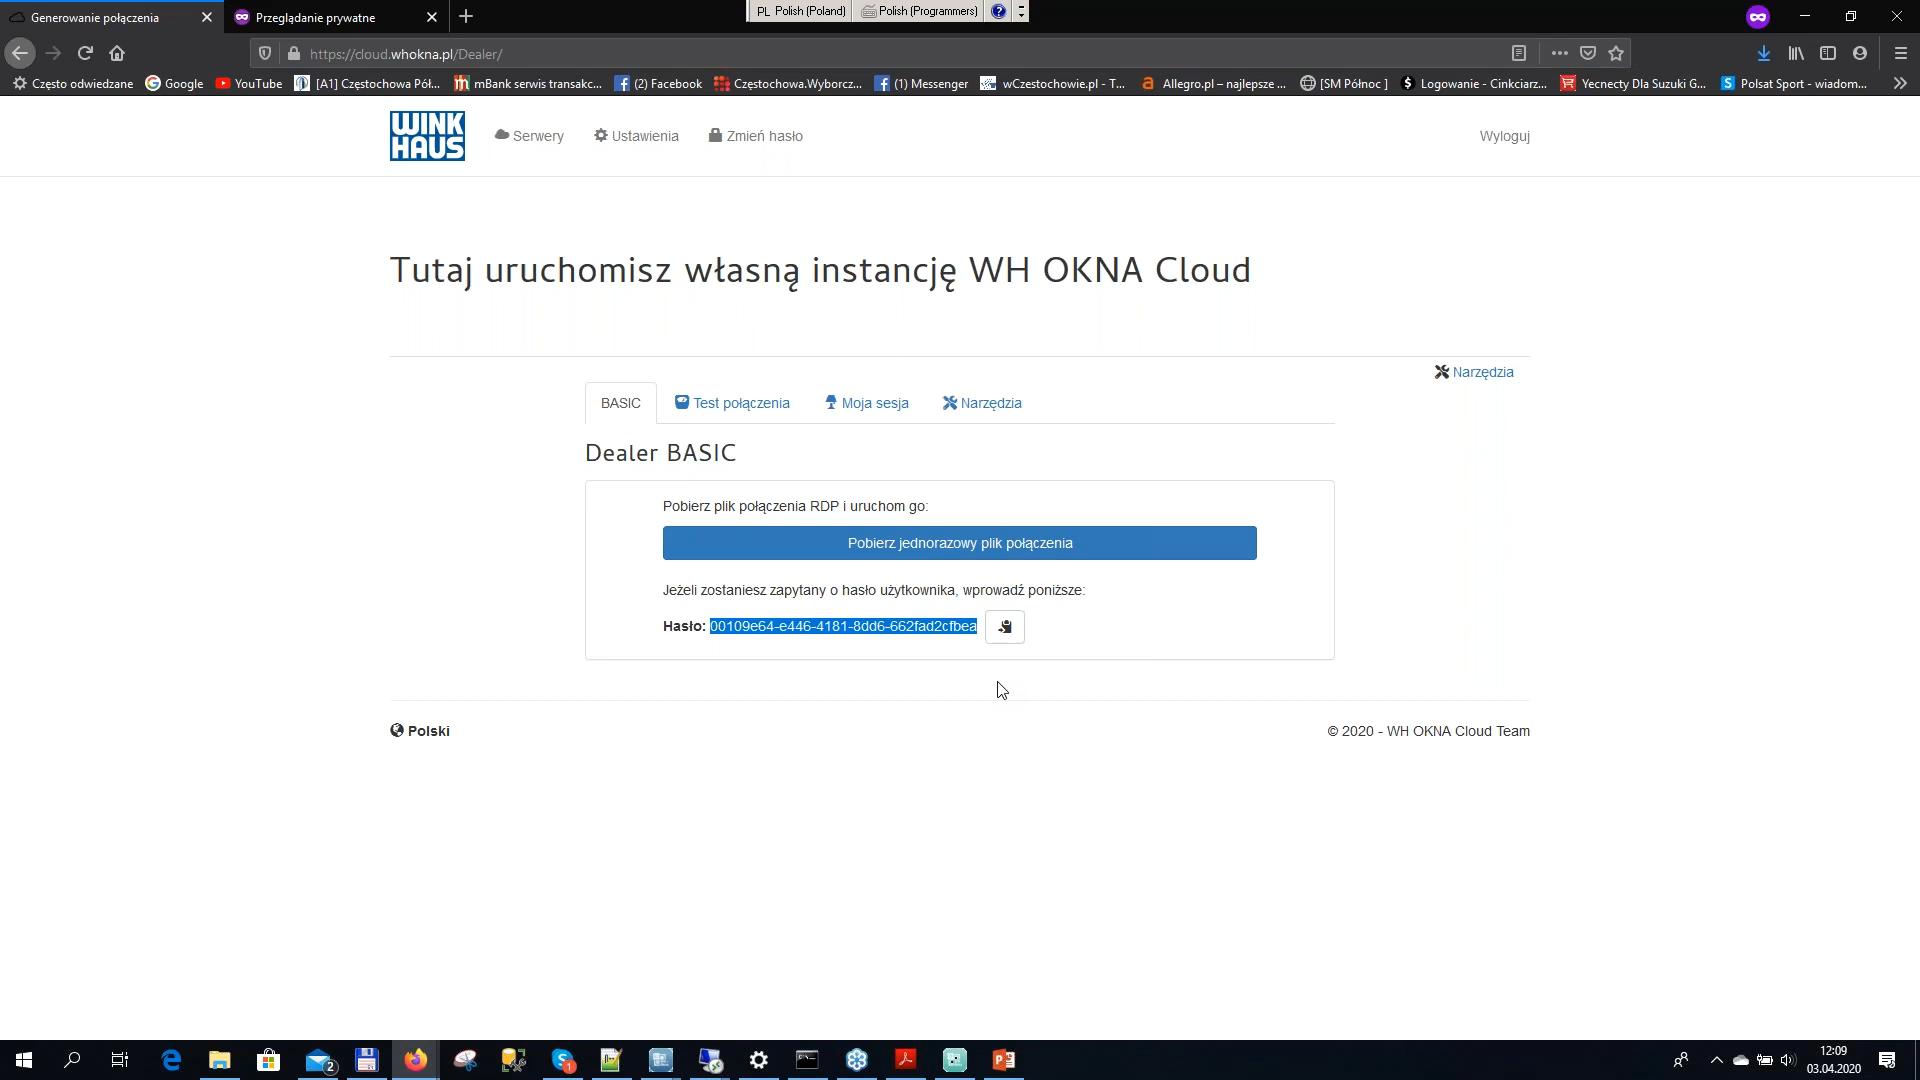 Generowanie połączenia
Przeglądanie prywatne
PL Polish (Poland)
Polish (Programmers)
https://cloud.whokna.pl/Dealer/
Często odwiedzane
Google
YouTube
[A1] Częstochowa Pół...
mBank serwis transakc...
(2) Facebook
Częstochowa.Wyborcz...
(1) Messenger
wCzestochowie.pl - T...
Allegro.pl – najlepsze ...
[SM Północ ]
Logowanie - Cinkciarz...
Yecnecty Dla Suzuki G...
Polsat Sport - wiadom...
WINK
HAUS
Serwery
Ustawienia
Zmień hasło
Wyloguj
Tutaj uruchomisz własną instancję WH OKNA Cloud
Narzędzia
BASIC
Test połączenia
Moja sesja
Narzędzia
Dealer BASIC
Pobierz plik połączenia RDP i uruchom go:
Pobierz jednorazowy plik połączenia
Jeżeli zostaniesz zapytany o hasło użytkownika, wprowadź poniższe:
Hasło: 00109e64-e446-4181-8dd6-662fad2cfbea
Polski
© 2020 - WH OKNA Cloud Team
2
1
12:09
03.04.2020